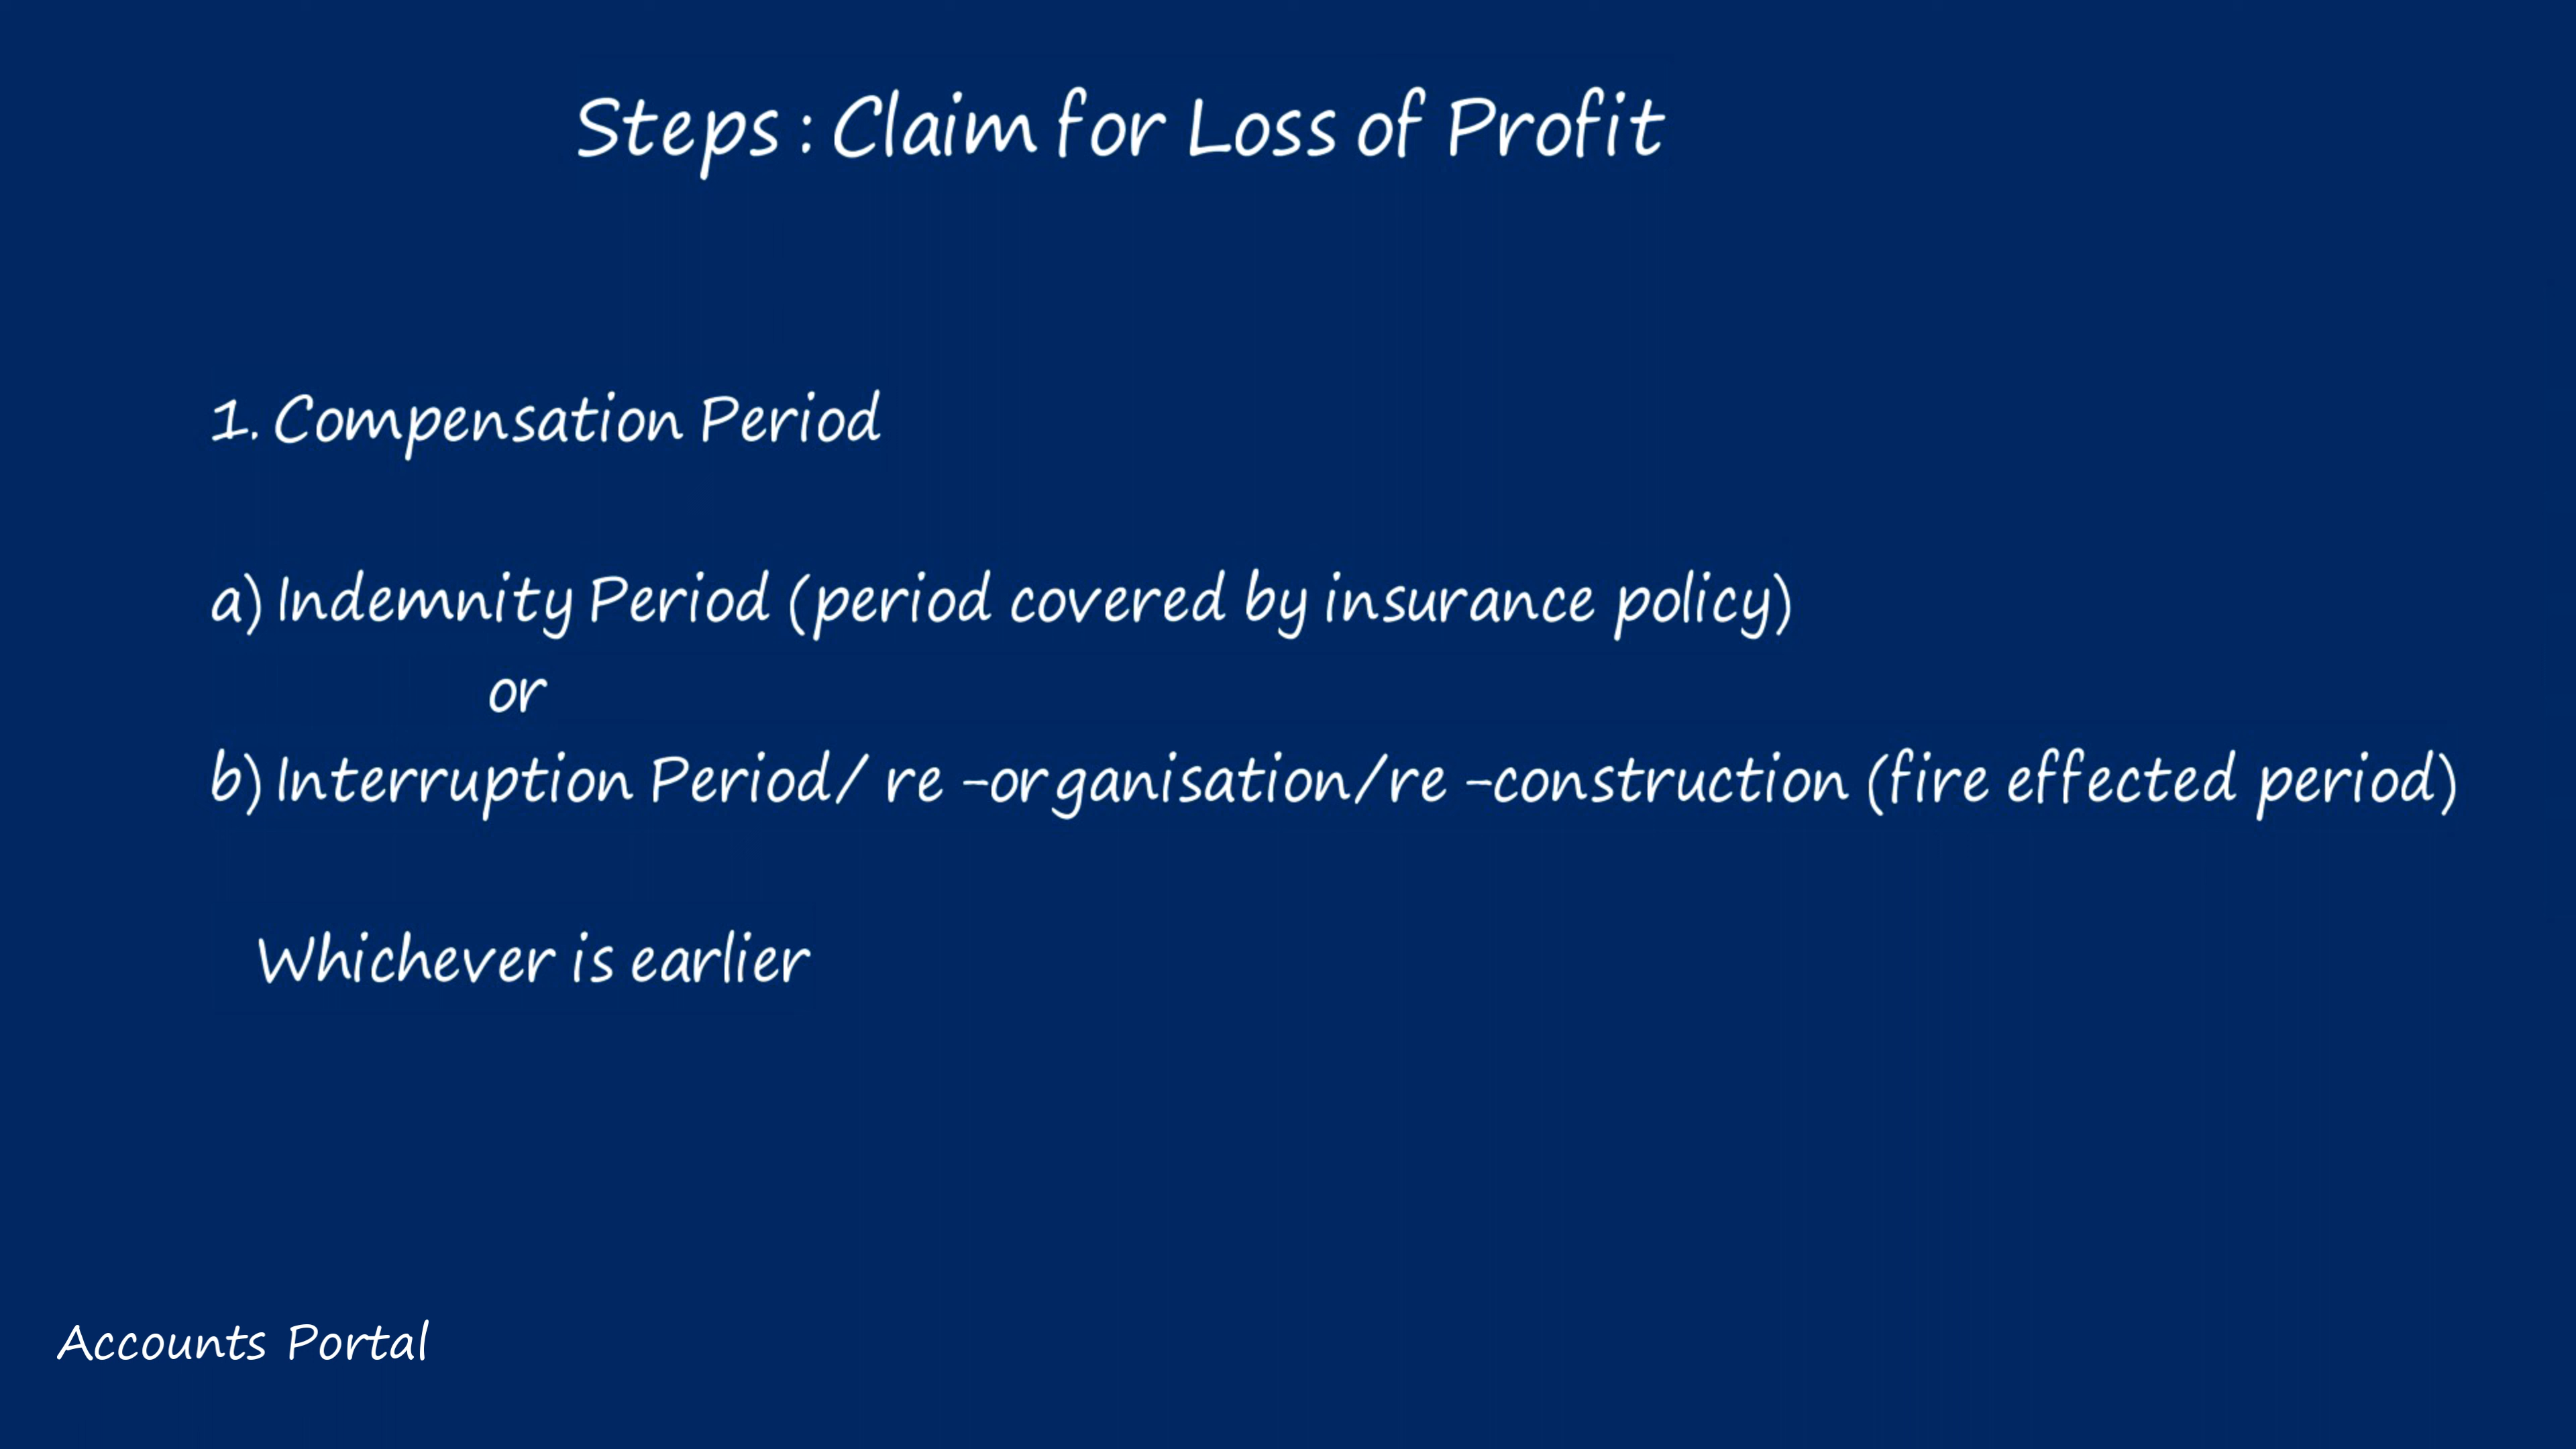 Steps : Claim for Loss of Profit
1. Compensation Period
a) Indemnity Period (period covered by insurance policy)
or
b) Interruption Period/ re -organisation/re -construction (fire effected period)
Whichever is earlier
Accounts Portal